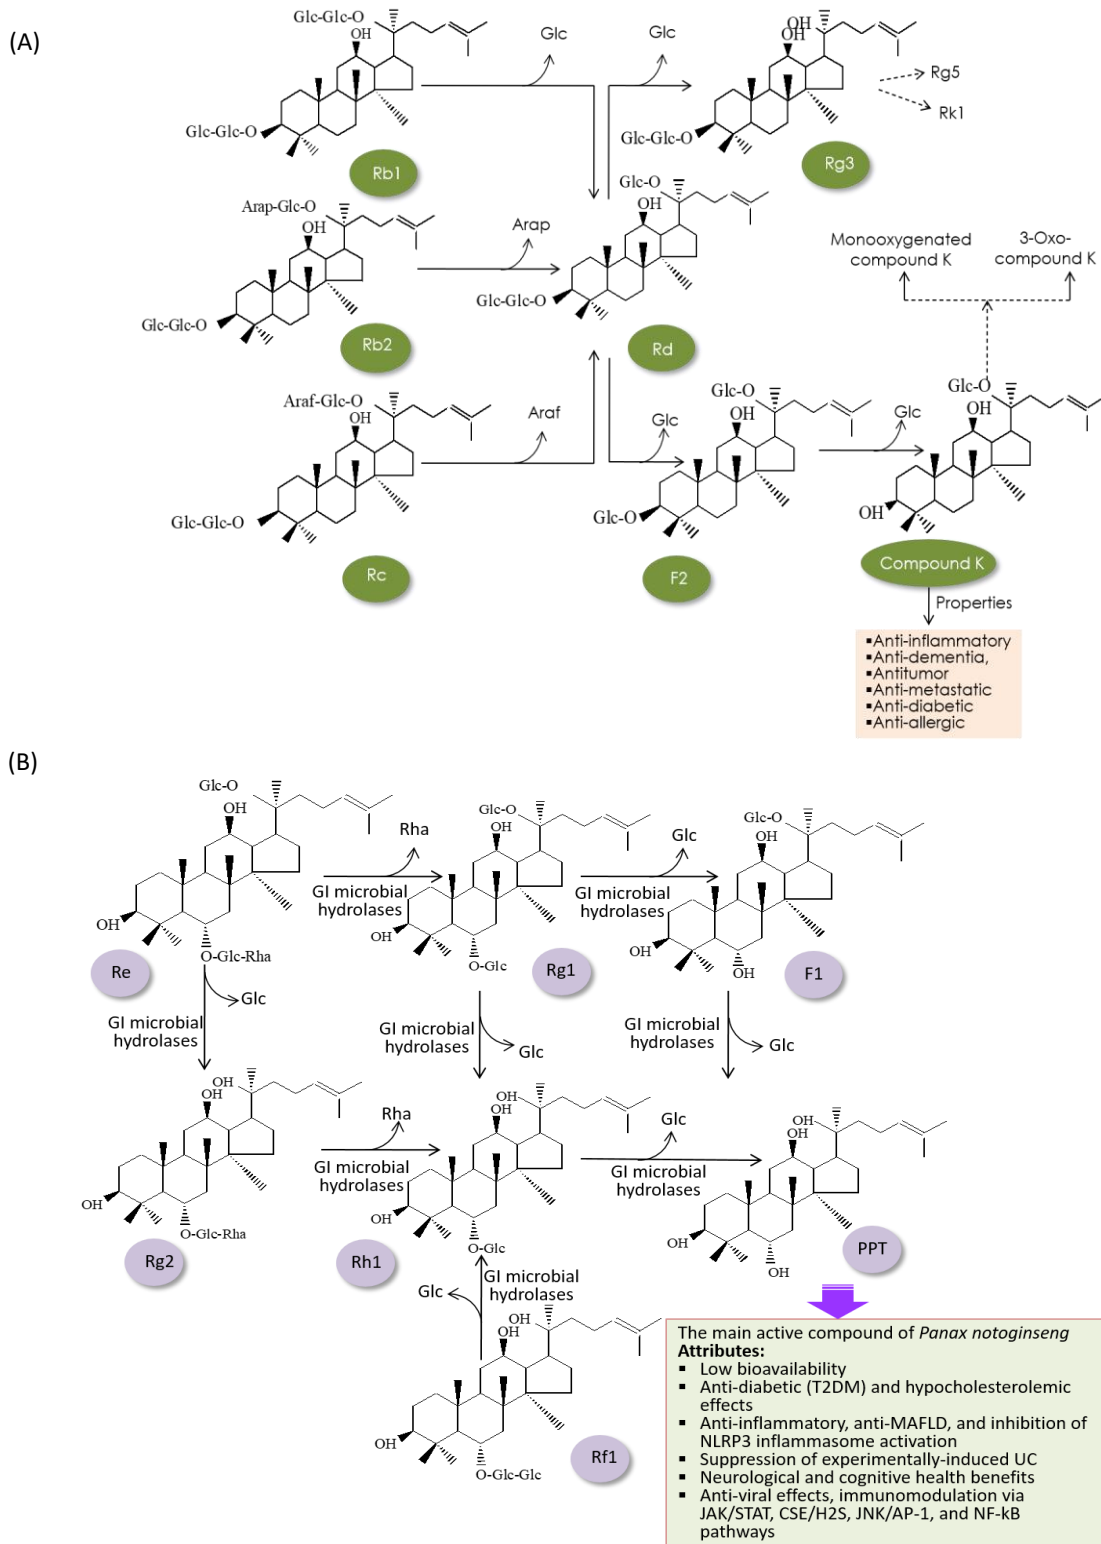 (A)
Glc-Glc-O
OH
Glc-Glc-O
Rb1
Glc
Glc
OH
OH
Glc-Glc-O
Rg3
Rg5
Rk1
Arap-Glc-O
OH
Glc-Glc-O
Rb2
Arap
Glc-O
OH
Glc-Glc-O
Rd
Monooxygenated
compound K
3-Oxo-
compound K
Araf-Glc-O
OH
Glc-Glc-O
Rc
Araf
Glc
Glc-O
OH
Glc-O
F2
Glc
Glc-O
OH
OH
Compound K
Properties
▪Anti-inflammatory
▪Anti-dementia,
▪Antitumor
▪Anti-metastatic
▪Anti-diabetic
▪Anti-allergic
(B)
Glc-O
OH
OH
O-Glc-Rha
Re
Rha
GI microbial
hydrolases
Glc-O
OH
OH
O-Glc
Rg1
Glc
GI microbial
hydrolases
Glc-O
OH
OH
OH
F1
Glc
GI microbial
hydrolases
GI microbial
hydrolases
Glc
GI microbial
hydrolases
Glc
OH
OH
OH
O-Glc-Rha
Rg2
Rha
GI microbial
hydrolases
OH
OH
OH
O-Glc
Rh1
Glc
GI microbial
hydrolases
OH
OH
OH
OH
PPT
Glc
GI microbial
hydrolases
OH
OH
OH
O-Glc-Glc
Rf1
The main active compound of Panax notoginseng
Attributes:
▪ Low bioavailability
▪ Anti-diabetic (T2DM) and hypocholesterolemic
effects
▪ Anti-inflammatory, anti-MAFLD, and inhibition of
NLRP3 inflammasome activation
▪ Suppression of experimentally-induced UC
▪ Neurological and cognitive health benefits
▪ Anti-viral effects, immunomodulation via
JAK/STAT, CSE/H2S, JNK/AP-1, and NF-kB
pathways